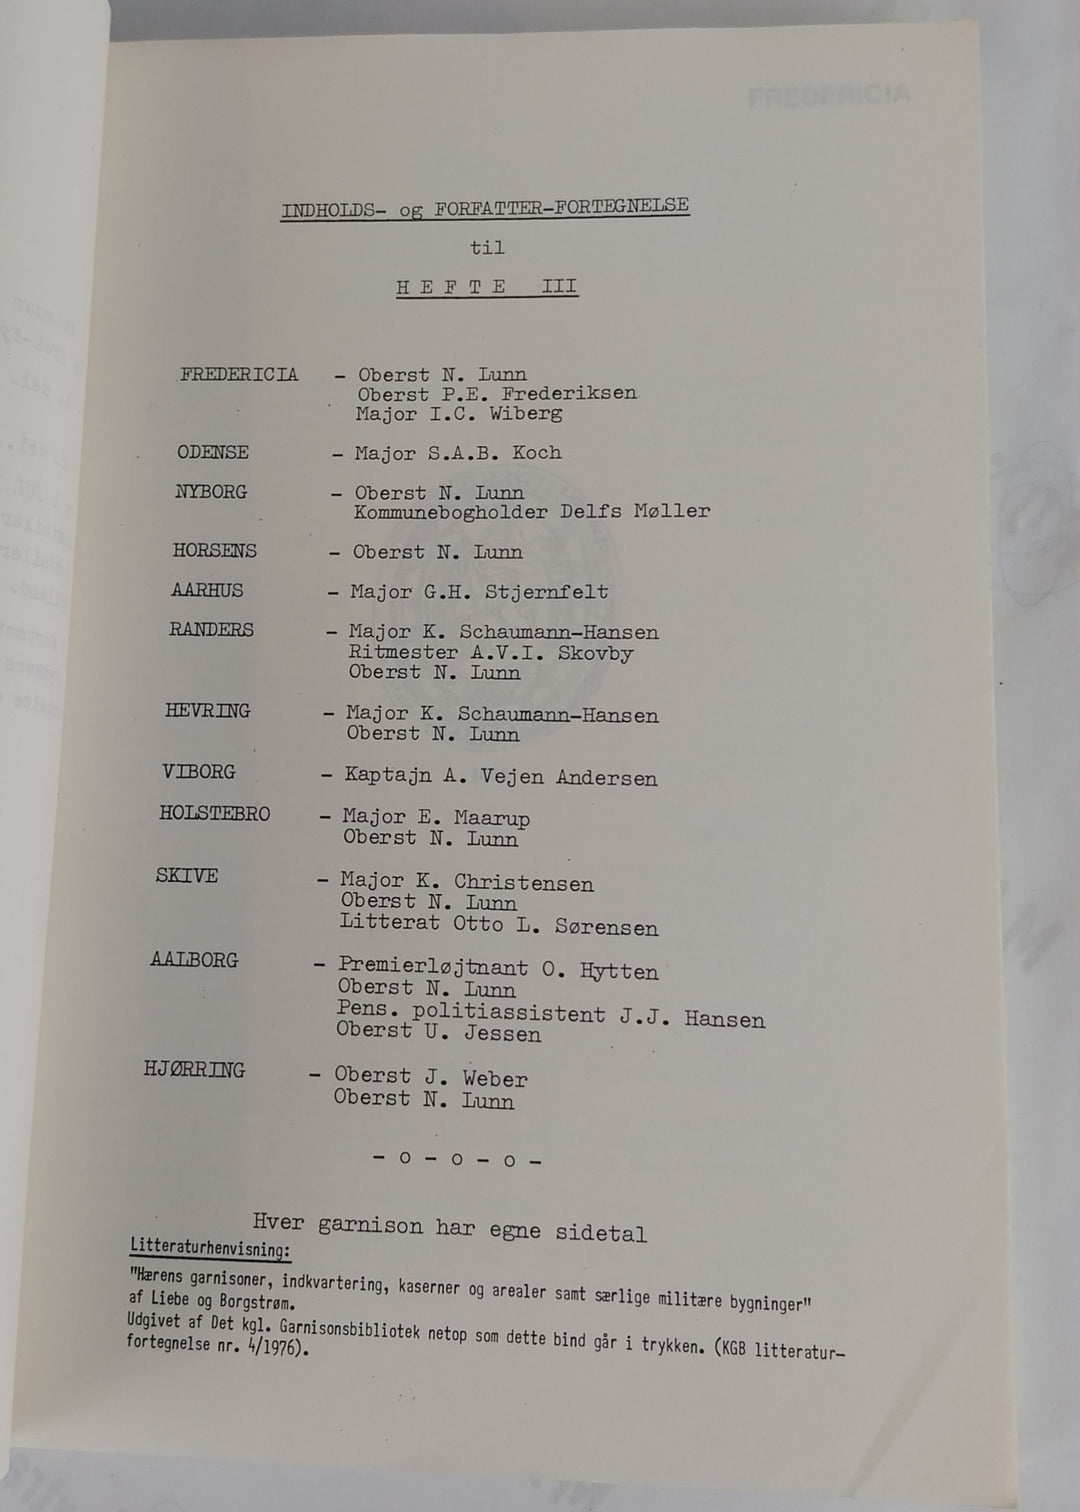 FREDERICIA
INDHOLDS- og FORFATTER-FORTEGNELSE
til
HEFTE III
FREDERICIA - Oberst N. Lunn
Oberst P.E. Frederiksen
Major I.C. Wiberg
ODENSE - Major S.A.B. Koch
NYBORG - Oberst N. Lunn
Kommunebogholder Delfs Møller
HORSENS - Oberst N. Lunn
AARHUS - Major G.H. Stjernfelt
RANDERS - Major K. Schaumann-Hansen
Ritmester A.V.I. Skovby
Oberst N. Lunn
HEVRING - Major K. Schaumann-Hansen
Oberst N. Lunn
VIBORG - Kaptajn A. Vejen Andersen
HOLSTEBRO - Major E. Maarup
Oberst N. Lunn
SKIVE - Major K. Christensen
Oberst N. Lunn
Litterat Otto L. Sørensen
AALBORG - Premierløjtnant O. Hytten
Oberst N. Lunn
Pens. politiassistent J.J. Hansen
Oberst U. Jessen
HJØRRING - Oberst J. Weber
Oberst N. Lunn
- o - o - o -
Hver garnison har egne sidetal
Litteraturhenvisning:
"Hærens garnisoner, indkvartering, kaserner og arealer samt særlige militære bygninger"
af Liebe og Borgstrøm.
Udgivet af Det kgl. Garnisonsbibliotek netop som dette bind går i trykken. (KGB litteratur-
fortegnelse nr. 4/1976).